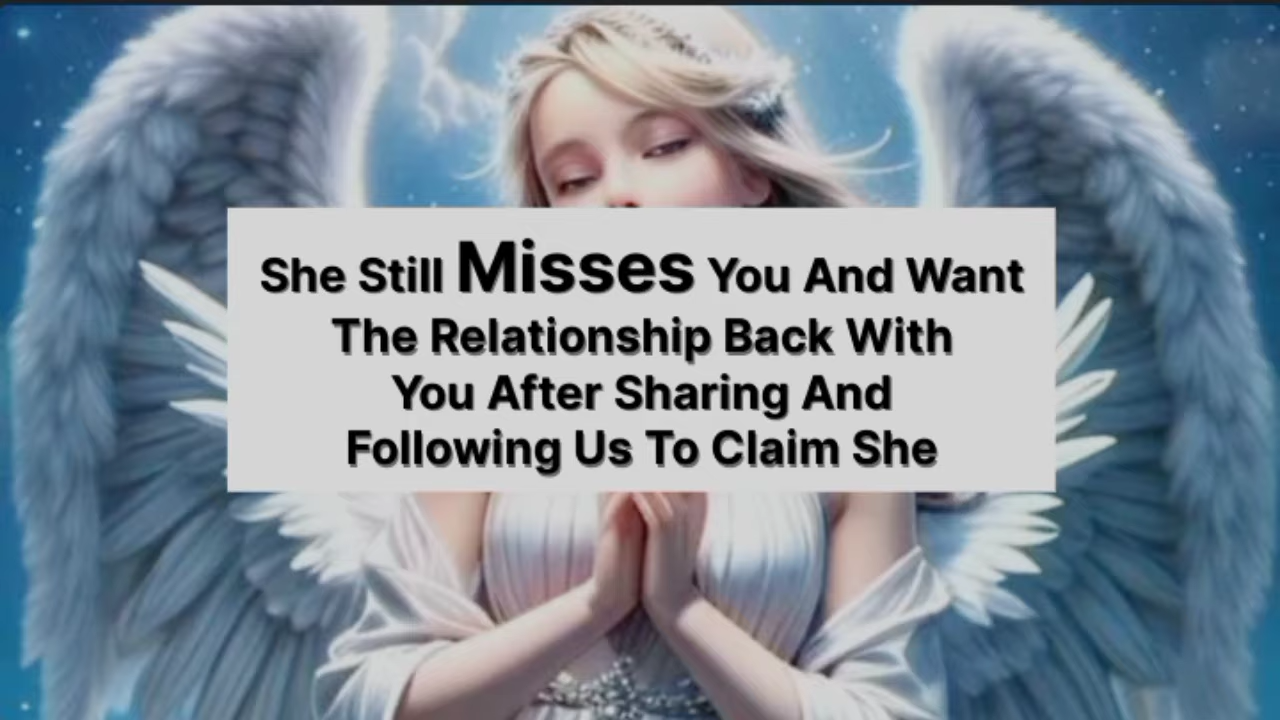 She Still Misses You And Want
The Relationship Back With
You After Sharing And
Following Us To Claim She